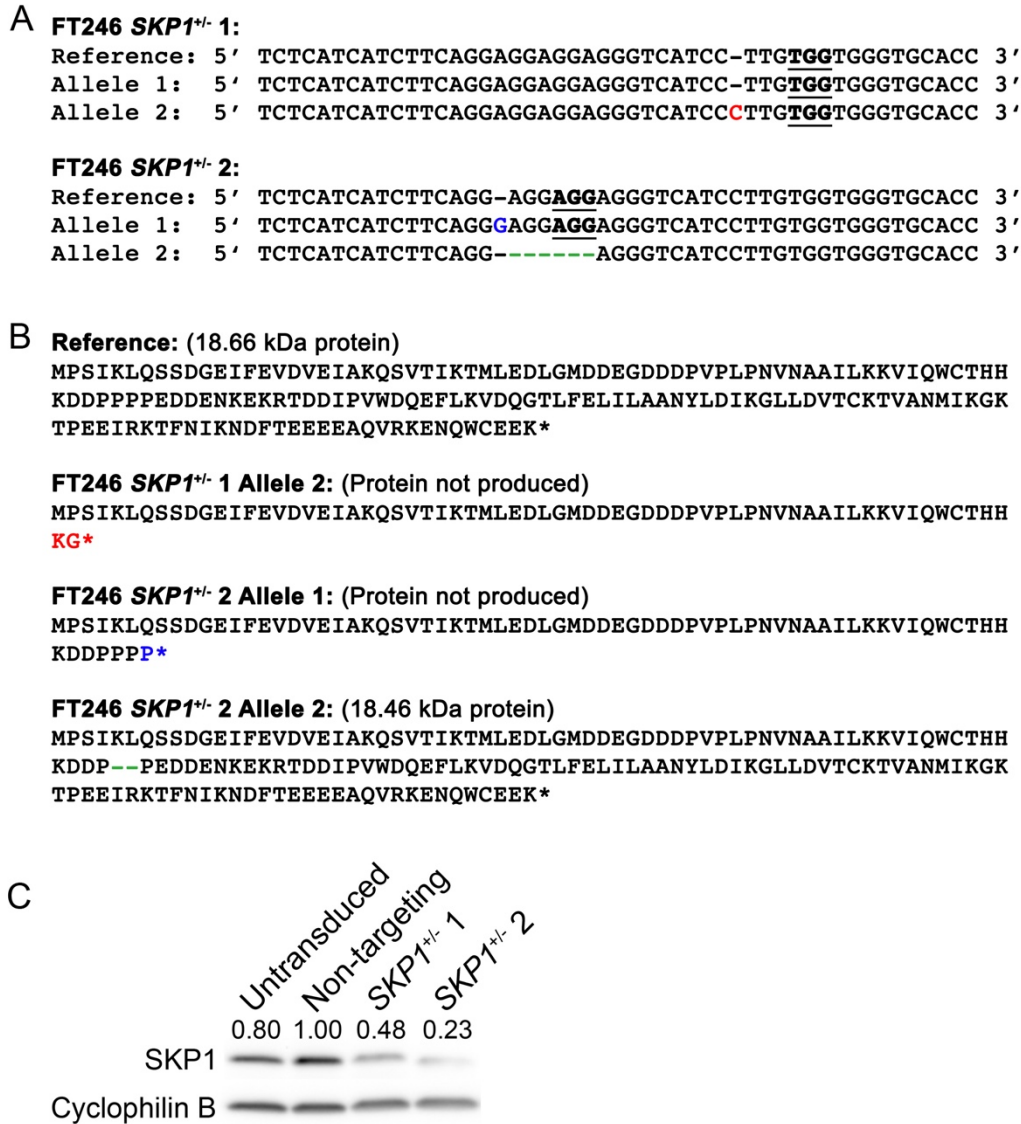 A
FT246 SKP1+/- 1:
Reference: 5′ TCTCATCATCTTCAGGAGGAGGAGGGTCATCC-TTGTGGTGGGTGCACC 3′
Allele 1: 5‘ TCTCATCATCTTCAGGAGGAGGAGGGTCATCC-TTGTGGTGGGTGCACC 3′
Allele 2: 5‘ TCTCATCATCTTCAGGAGGAGGAGGGTCATCCCTTGTGGTGGGTGCACC 3‘
FT246 SKP1+/- 2:
Reference: 5′ TCTCATCATCTTCAGG-AGGAGGAGGGTCATCCTTGTGGTGGGTGCACC 3′
Allele 1: 5‘ TCTCATCATCTTCAGGGAGGAGGAGGGTCATCCTTGTGGTGGGTGCACC 3′
Allele 2: 5‘ TCTCATCATCTTCAGG-------AGGGTCATCCTTGTGGTGGGTGCACC 3′
B
Reference: (18.66 kDa protein)
MPSIKLQSSDGEIFEVDVEIAKQSVTIKTMLEDLGMDDEGDDDPVPLPNVNAAILKKVIQWCTHH
KDDPPPPEDDENKEKRTDDIPVWDQEFLKVDQGTLFELILAANYLDIKGLLDVTCKTVANMIKGK
TPEEIRKTFNIKNDFTEEEEAQVRKENQWCEEK*
FT246 SKP1+/- 1 Allele 2: (Protein not produced)
MPSIKLQSSDGEIFEVDVEIAKQSVTIKTMLEDLGMDDEGDDDPVPLPNVNAAILKKVIQWCTHH
KG*
FT246 SKP1+/- 2 Allele 1: (Protein not produced)
MPSIKLQSSDGEIFEVDVEIAKQSVTIKTMLEDLGMDDEGDDDPVPLPNVNAAILKKVIQWCTHH
KDDPPPP*
FT246 SKP1+/- 2 Allele 2: (18.46 kDa protein)
MPSIKLQSSDGEIFEVDVEIAKQSVTIKTMLEDLGMDDEGDDDPVPLPNVNAAILKKVIQWCTHH
KDDP--PEDDENKEKRTDDIPVWDQEFLKVDQGTLFELILAANYLDIKGLLDVTCKTVANMIKGK
TPEEIRKTFNIKNDFTEEEEAQVRKENQWCEEK*
C
Untransduced
Non-targeting
SKP1+/- 1
SKP1+/- 2
0.80 1.00 0.48 0.23
SKP1
Cyclophilin B